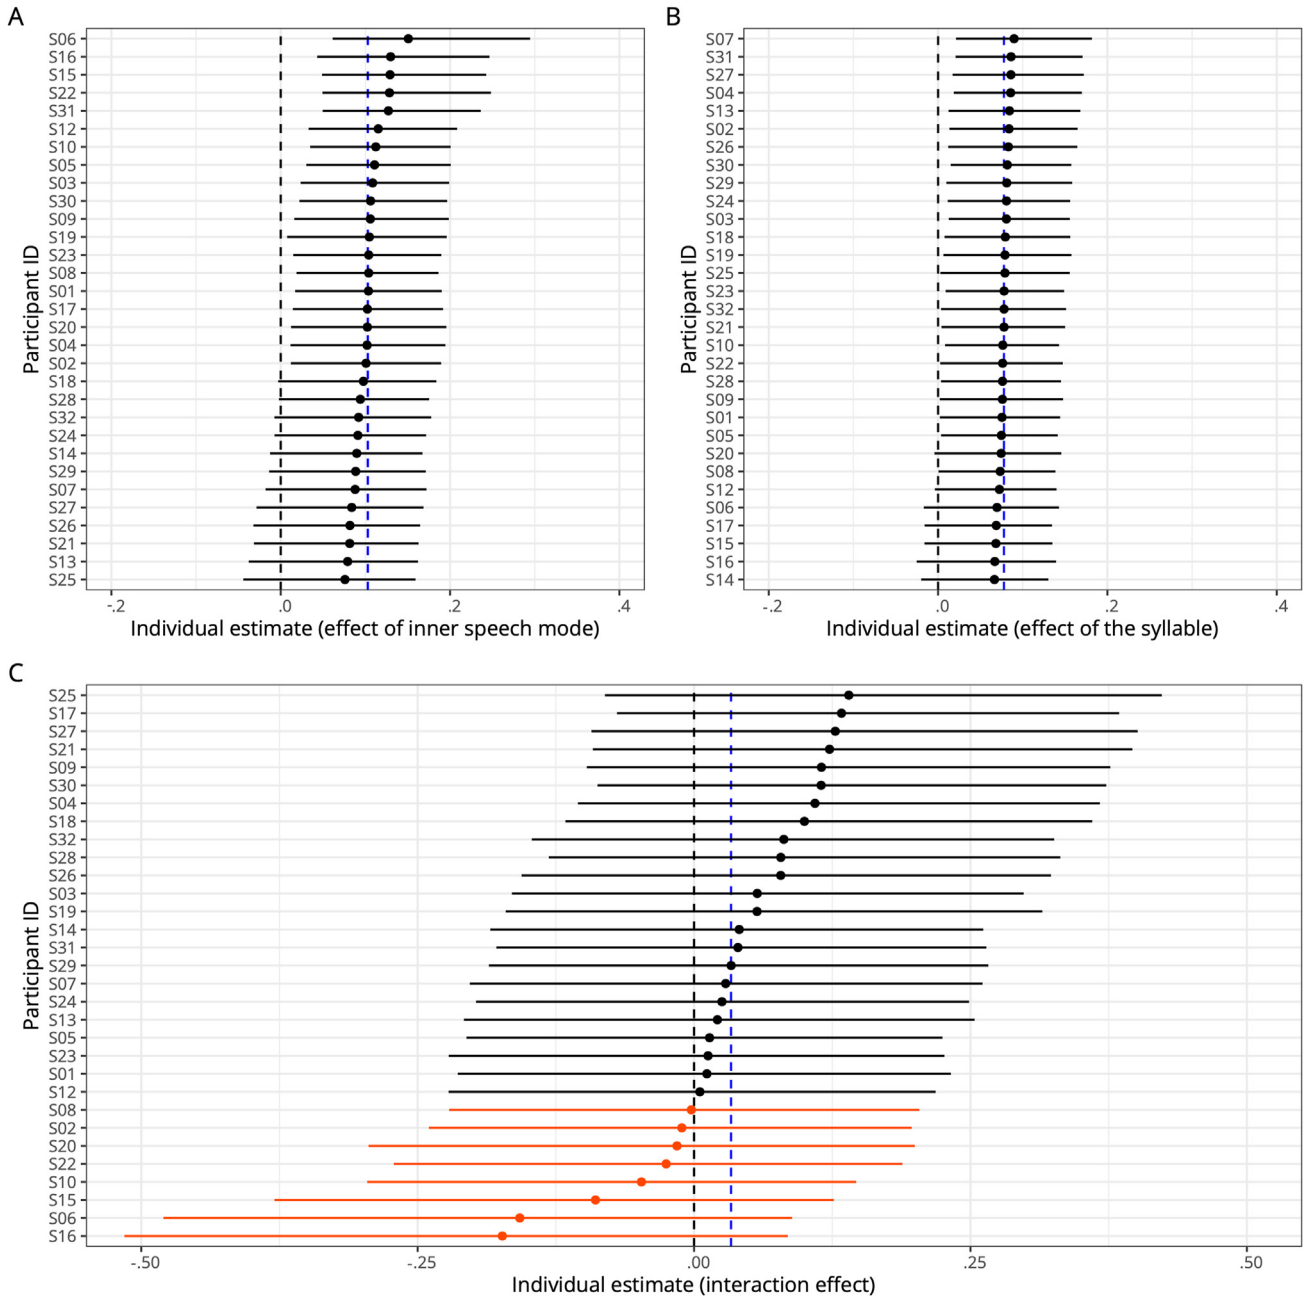 A
S06
S16
S15
S22
S31
S12
S10
S05
S03
S30
S09
S19
S23
S08
S01
S17
S20
S04
S02
S18
S28
S32
S24
S14
S29
S07
S27
S26
S21
S13
S25
Participant ID
-.2 .0 .2 .4
Individual estimate (effect of inner speech mode)
B
S07
S31
S27
S04
S13
S02
S26
S30
S29
S24
S03
S18
S19
S25
S23
S32
S21
S10
S22
S28
S09
S01
S05
S20
S08
S12
S06
S17
S15
S16
S14
Participant ID
-.2 .0 .2 .4
Individual estimate (effect of the syllable)
C
S25
S17
S27
S21
S09
S30
S04
S18
S32
S28
S26
S03
S19
S14
S31
S29
S07
S24
S13
S05
S23
S01
S12
S08
S02
S20
S22
S10
S15
S06
S16
Participant ID
-.50 -.25 .00 .25 .50
Individual estimate (interaction effect)